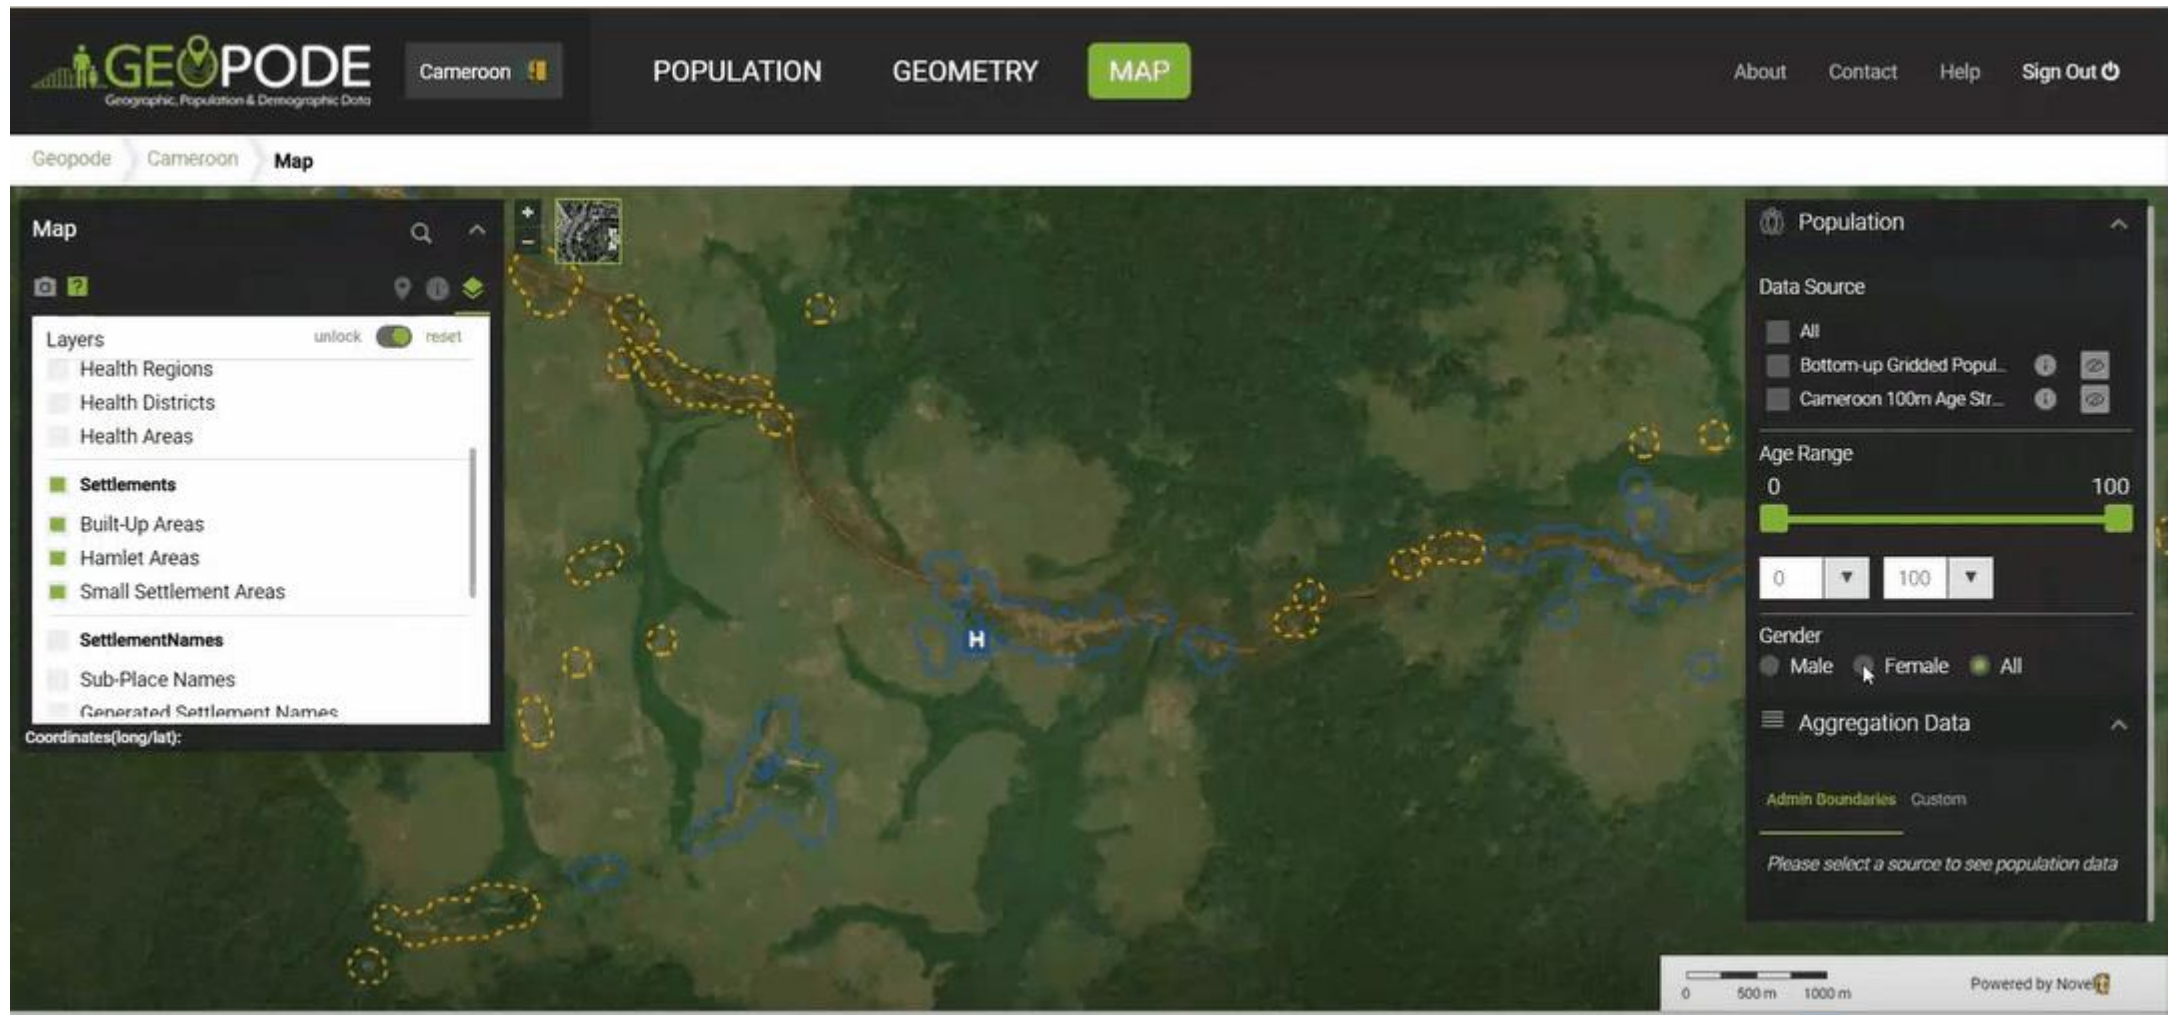 GEOPODE
Geographic, Population & Demographic Data
Cameroon
POPULATION
GEOMETRY
MAP
About
Contact
Help
Sign Out
Geopode
Cameroon
Map
Map
?
Layers
unlock
reset
Health Regions
Health Districts
Health Areas
Settlements
Built-Up Areas
Hamlet Areas
Small Settlement Areas
SettlementNames
Sub-Place Names
Generated Settlement Names
Coordinates(long/lat):
+
−
H
Population
Data Source
All
Bottom-up Gridded Popul...
Cameroon 100m Age Str...
Age Range
0 100
0 100
Gender
Male Female All
Aggregation Data
Admin Boundaries Custom
Please select a source to see population data
0 500 m 1000 m
Powered by Novel-t